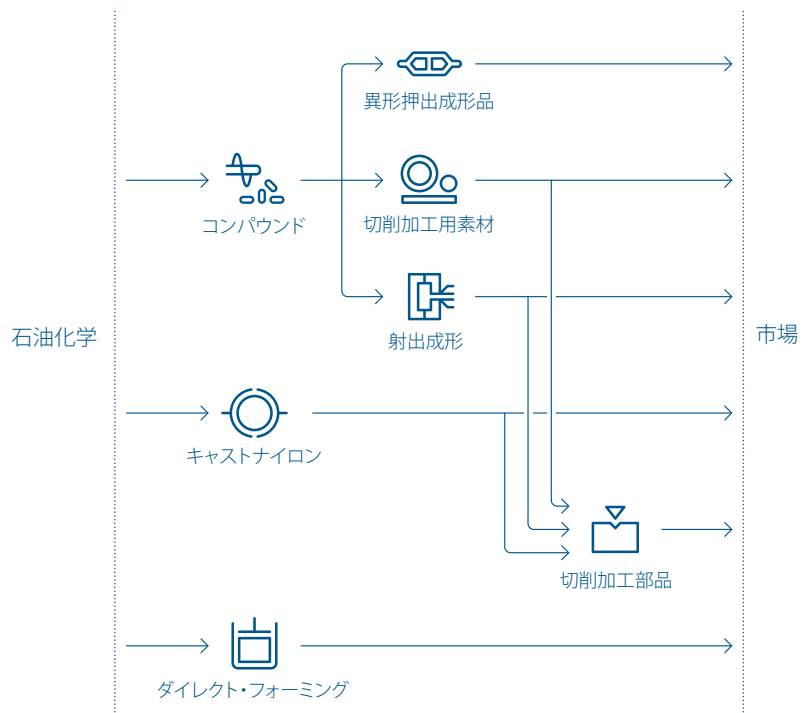 異形押出成形品
コンパウンド
切削加工用素材
射出成形
石油化学
市場
キャストナイロン
切削加工部品
ダイレクト・フォーミング